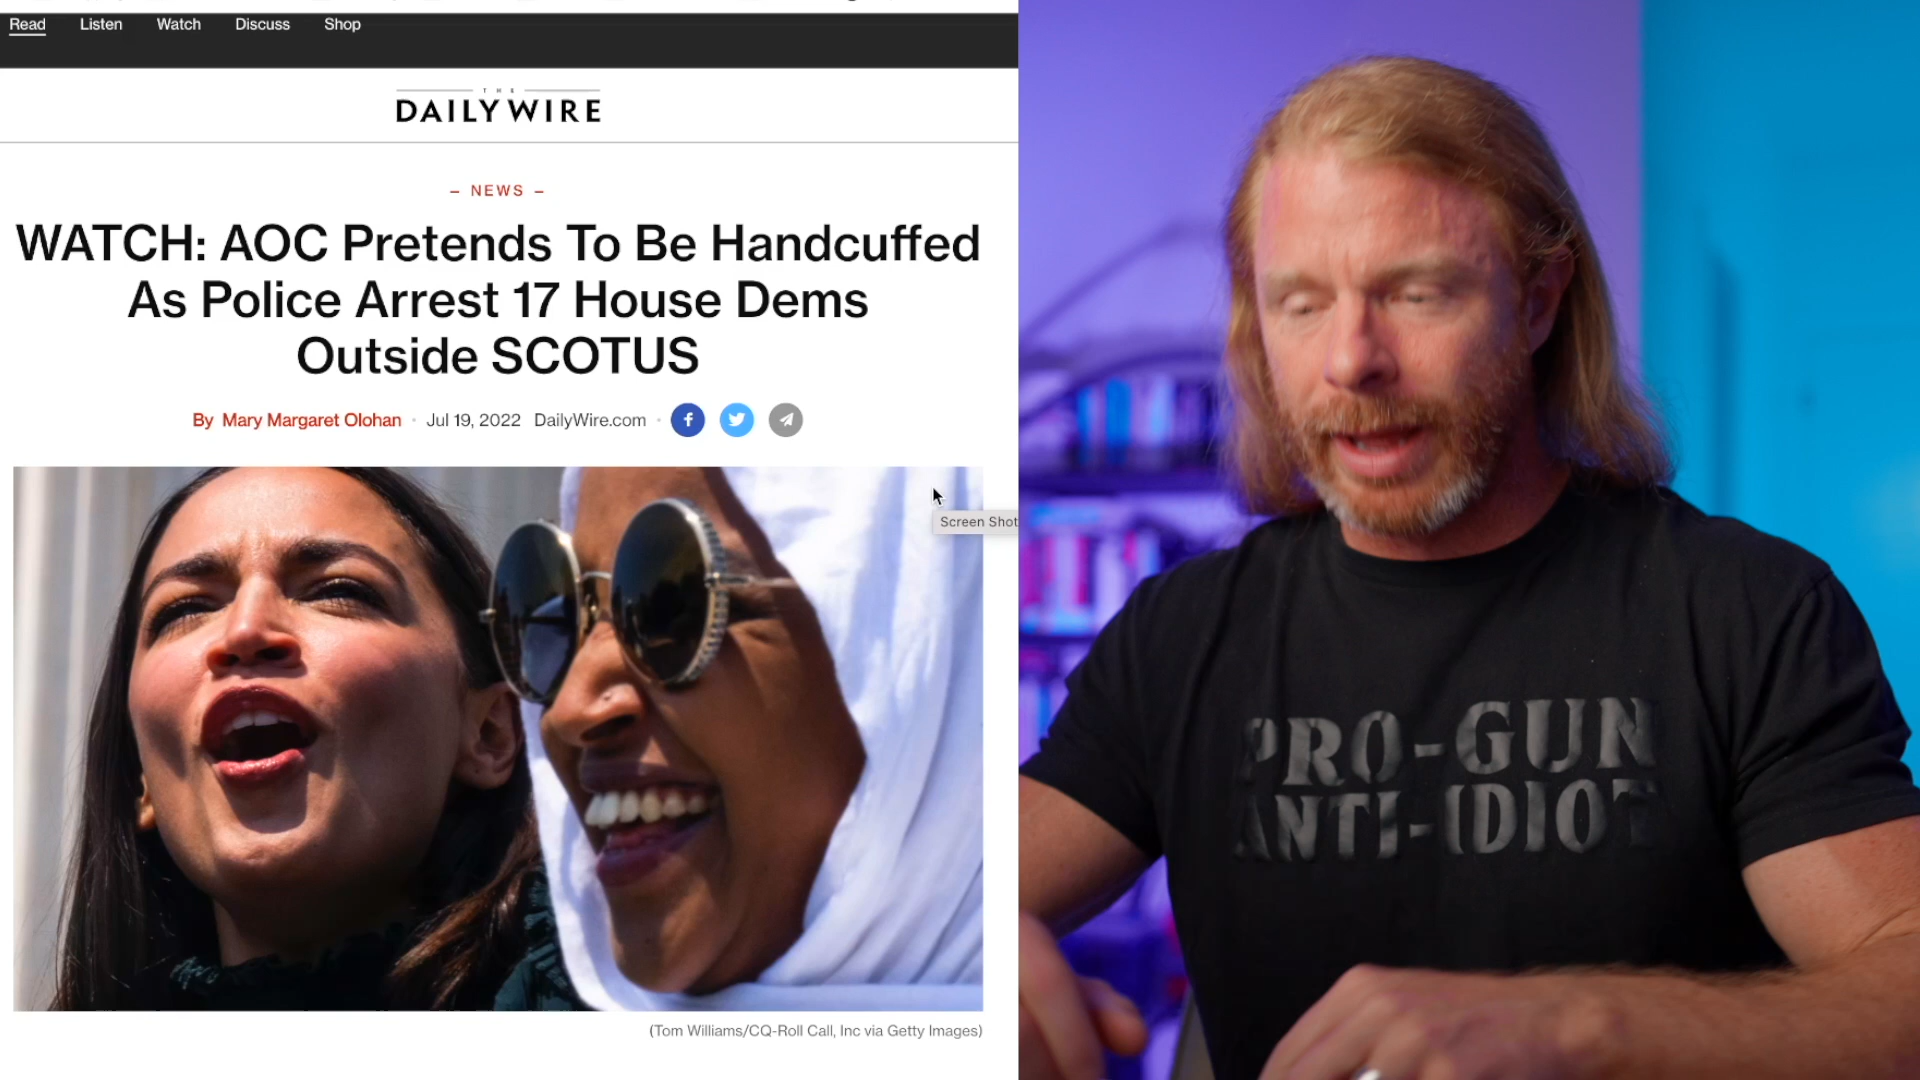 Read Listen Watch Discuss Shop
THE
DAILY WIRE
– NEWS –
WATCH: AOC Pretends To Be Handcuffed
As Police Arrest 17 House Dems
Outside SCOTUS
By Mary Margaret Olohan · Jul 19, 2022 DailyWire.com ·
Screen Shot
(Tom Williams/CQ-Roll Call, Inc via Getty Images)
PRO-GUN
ANTI-IDIOT